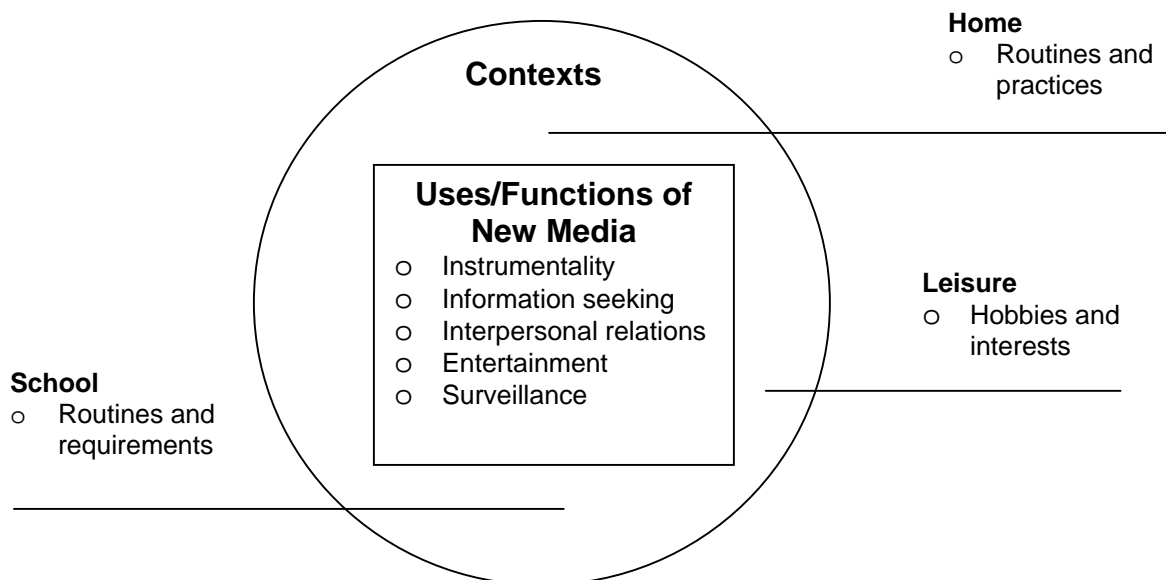 Home
o Routines and
practices
Contexts
Uses/Functions of
New Media
o Instrumentality
o Information seeking
o Interpersonal relations
o Entertainment
o Surveillance
Leisure
o Hobbies and
interests
School
o Routines and
requirements